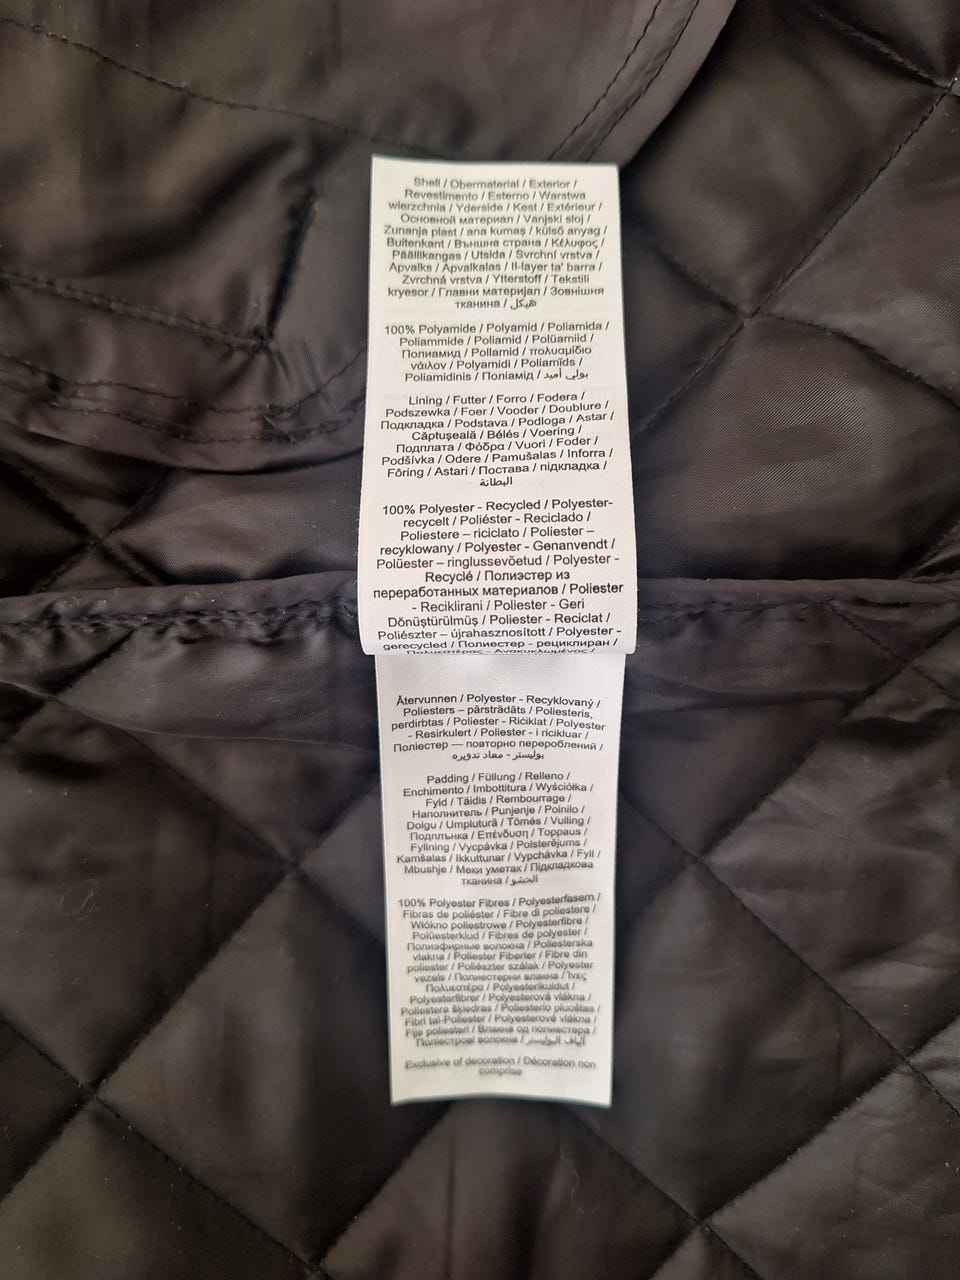 Shell / Obermaterial / Exterior /
Revestimento / Esterno / Warstwa
wierzchnia / Yderside / Kest / Extérieur /
Основной материал / Vanjski sloj /
Zunanja plast / ana kumaş / külső anyag /
Buitenkant / Външна страна / Κέλυφος /
Päällikangas / Utsida / Svrchní vrstva /
Apvalks / Apvalkalas / Il-layer ta' barra /
Zvrchná vrstva / Ytterstoff / Tekstili
kryesor / Главни материјал / Зовнішня
тканина / هيكل
100% Polyamide / Polyamid / Poliamida /
Poliammide / Poliamid / Polüamiid /
Полиамид / Poliamid / πολυαμίδιο
νάιλον / Polyamidi / Poliamīds /
Poliamidinis / Поліамід / بولي أميد
Lining / Futter / Forro / Fodera /
Podszewka / Foer / Vooder / Doublure /
Подкладка / Podstava / Podloga / Astar /
Căptuşeală / Bélés / Voering /
Подплата / Φόδρα / Vuori / Foder /
Podšívka / Odere / Pamušalas / Inforra /
Fôring / Astari / Постава / підкладка /
البطانة
100% Polyester - Recycled / Polyester-
recycelt / Poliéster - Reciclado /
Poliestere – riciclato / Poliester –
recyklowany / Polyester - Genanvendt /
Polüester – ringlussevõetud / Polyester -
Recyclé / Полиэстер из
переработанных материалов / Poliester
- Reciklirani / Poliester - Geri
Dönüştürülmüş / Poliester - Reciclat /
Poliészter – újrahasznosított / Polyester -
gerecycled / Полиестер - рециклиран /
Πολυεστέρας - Ανακυκλωμένος /
Återvunnen / Polyester - Recyklovaný /
Poliesters – pārstrādāts / Poliesteris,
perdirbtas / Poliester - Riċiklat / Polyester
- Resirkulert / Poliester - i ricikluar /
Поліестер — повторно перероблений /
بوليستر - معاد تدويره
Padding / Füllung / Relleno /
Enchimento / Imbottitura / Wyściółka /
Fyld / Täidis / Rembourrage /
Наполнитель / Punjenje / Polnilo /
Dolgu / Umplutură / Tömés / Vulling /
Подплънка / Επένδυση / Toppaus /
Fyllning / Vycpávka / Polsterējums /
Kamšalas / Ikkuttunar / Vypchávka / Fyll /
Mbushje / Меки уметак / Підкладкова
тканина / الحشو
100% Polyester Fibres / Polyesterfasern /
Fibras de poliéster / Fibre di poliestere /
Włókno poliestrowe / Polyesterfibre /
Polüesterkiud / Fibres de polyester /
Полиэфирные волокна / Poliesterska
vlakna / Poliester Fiberler / Fibre din
poliester / Poliészter szálak / Polyester
vezels / Полиестерни влакна / Ίνες
Πολυεστέρα / Polyesterikuidut /
Polyesterfibrer / Polyesterová vlákna /
Poliestera šķiedras / Poliesterio pluoštas /
Fibri tal-Poliester / Polyesterové vlákna /
Fije poliesteri / Влакна од полиестера /
Поліестрові волокна / ألياف البوليستر
Exclusive of decoration / Décoration non
comprise